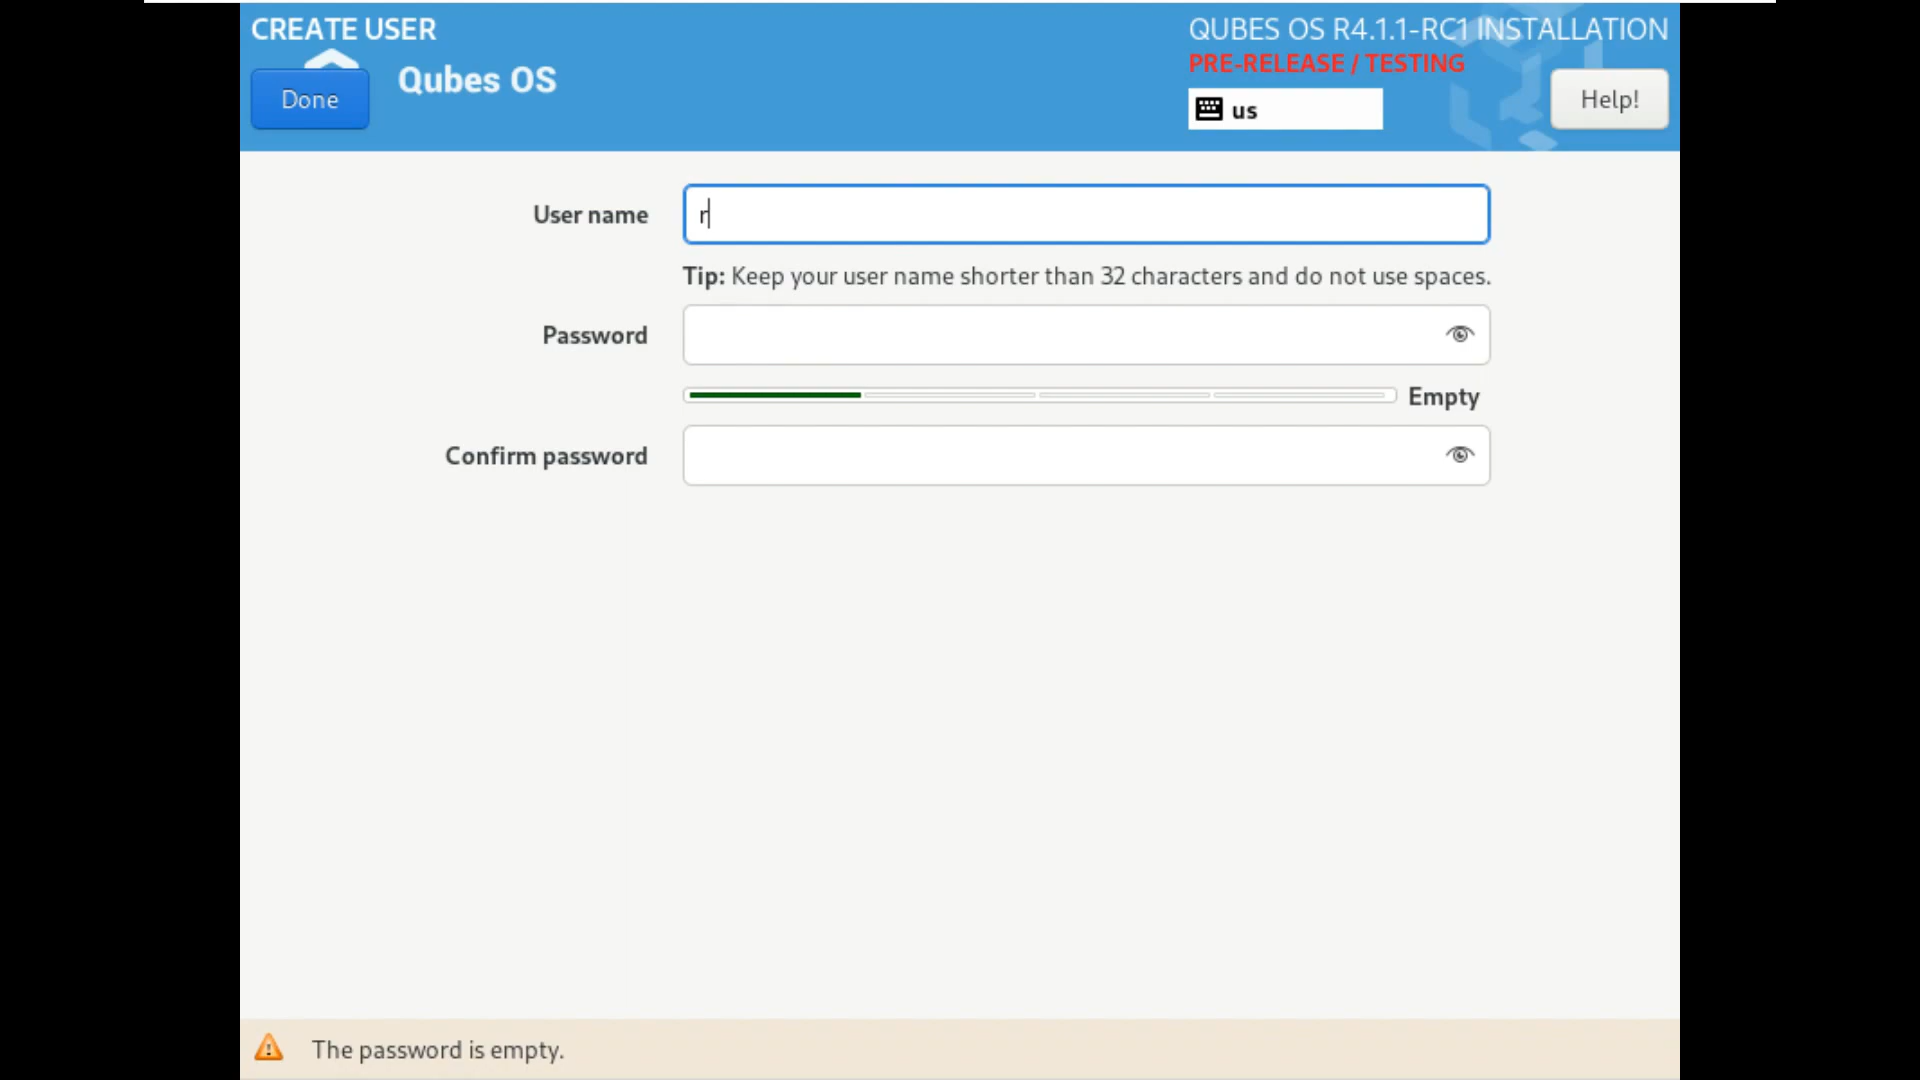 CREATE USER
QUBES OS R4.1.1-RC1 INSTALLATION
PRE-RELEASE / TESTING
Done
Qubes OS
us
Help!
User name
r
Tip: Keep your user name shorter than 32 characters and do not use spaces.
Password
Empty
Confirm password
The password is empty.